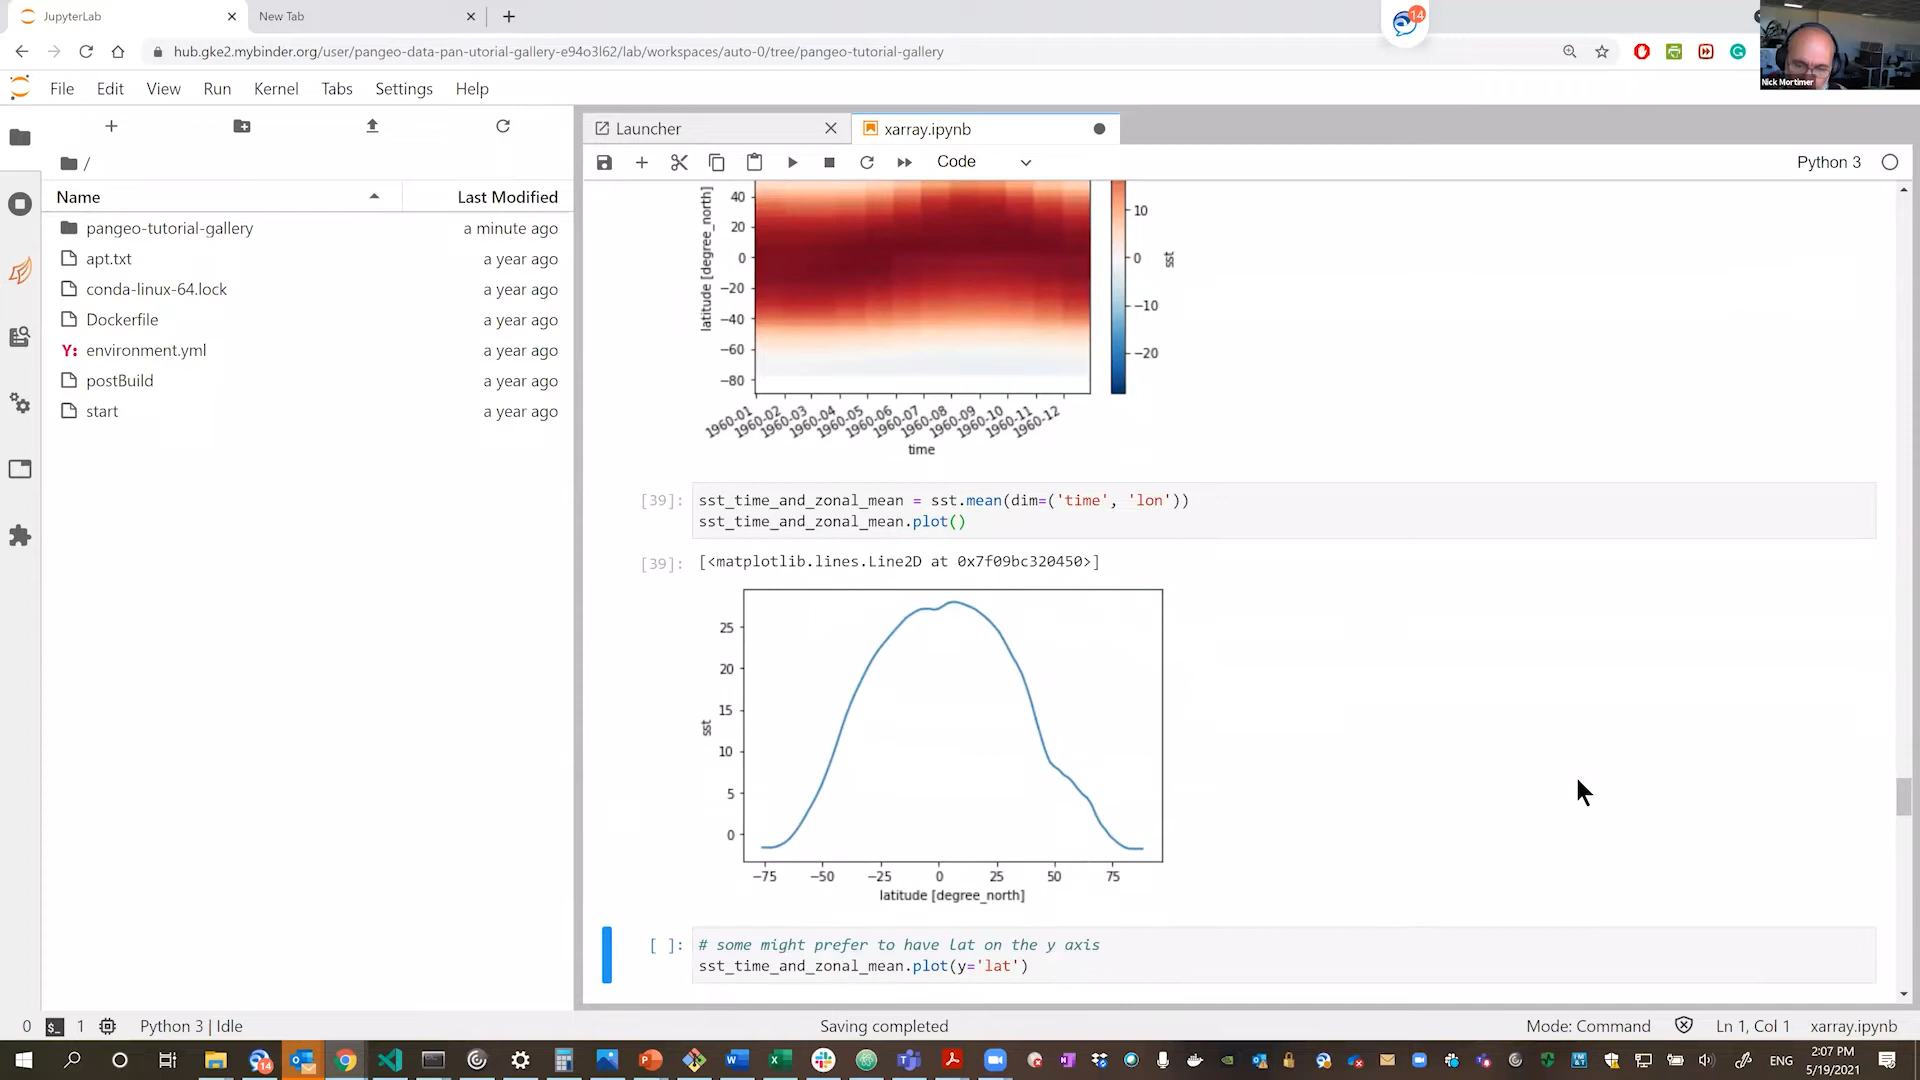 JupyterLab
New Tab
14
hub.gke2.mybinder.org/user/pangeo-data-pan-utorial-gallery-e94o3l62/lab/workspaces/auto-0/tree/pangeo-tutorial-gallery
Nick Mortimer
File Edit View Run Kernel Tabs Settings Help
Launcher
xarray.ipynb
/
Code
Python 3
Name Last Modified
pangeo-tutorial-gallery a minute ago
apt.txt a year ago
conda-linux-64.lock a year ago
Dockerfile a year ago
Y: environment.yml a year ago
postBuild a year ago
start a year ago
latitude [degree_north]
40
20
0
−20
−40
−60
−80
1960-01 1960-02 1960-03 1960-04 1960-05 1960-06 1960-07 1960-08 1960-09 1960-10 1960-11 1960-12
time
10
0
−10
−20
sst
[39]: sst_time_and_zonal_mean = sst.mean(dim=('time', 'lon'))
sst_time_and_zonal_mean.plot()
[39]: [<matplotlib.lines.Line2D at 0x7f09bc320450>]
25
20
15
10
5
0
sst
−75 −50 −25 0 25 50 75
latitude [degree_north]
[ ]: # some might prefer to have lat on the y axis
sst_time_and_zonal_mean.plot(y='lat')
0 1 Python 3 | Idle Saving completed Mode: Command Ln 1, Col 1 xarray.ipynb
14
ENG
2:07 PM
5/19/2021